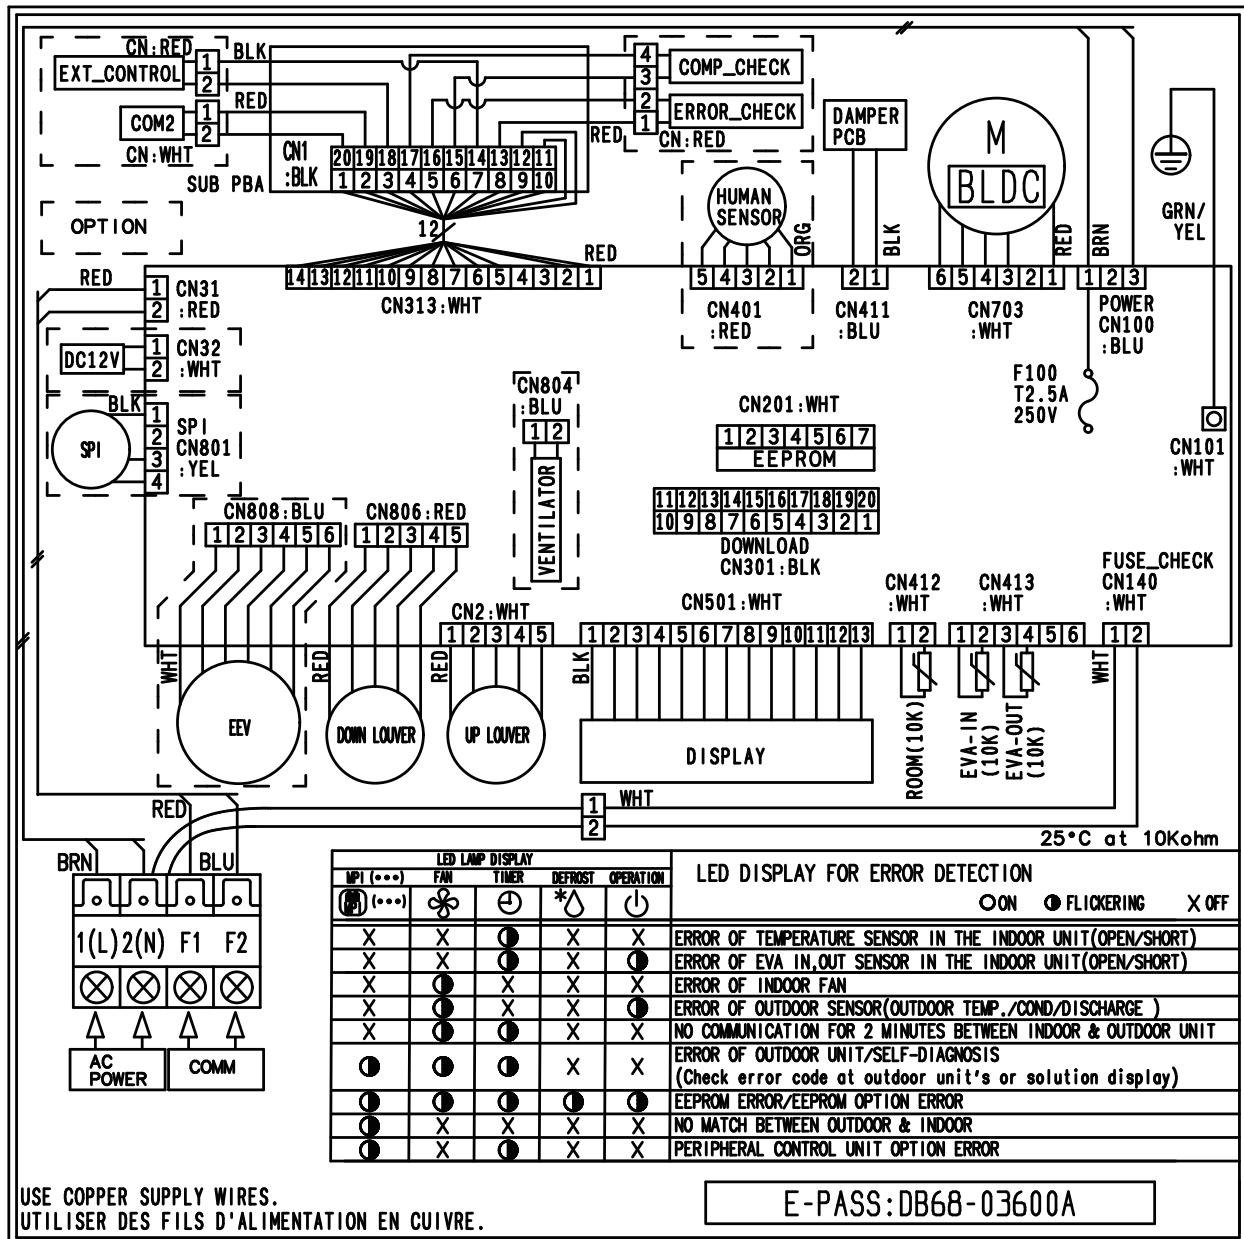 CN:RED
EXT_CONTROL 1 2
BLK
COM2 1 2
RED
CN:WHT
CN1 :BLK
20 19 18 17 16 15 14 13 12 11
1 2 3 4 5 6 7 8 9 10
SUB PBA
4 3 COMP_CHECK
2 1 ERROR_CHECK
RED CN:RED
DAMPER PCB
M
BLDC
HUMAN SENSOR
GRN/ YEL
OPTION
12
RED
ORG
BLK
RED
BRN
RED
1 2 CN31 :RED
14 13 12 11 10 9 8 7 6 5 4 3 2 1
CN313:WHT
5 4 3 2 1
CN401 :RED
2 1
CN411 :BLU
6 5 4 3 2 1
CN703 :WHT
1 2 3
POWER CN100 :BLU
DC12V 1 2 CN32 :WHT
F100
T2.5A
250V
BLK
SPI 1 2 3 4
SPI CN801 :YEL
CN804 :BLU
1 2
VENTILATOR
CN201:WHT
1 2 3 4 5 6 7
EEPROM
CN101 :WHT
11 12 13 14 15 16 17 18 19 20
10 9 8 7 6 5 4 3 2 1
DOWNLOAD
CN301:BLK
CN808:BLU
1 2 3 4 5 6
CN806:RED
1 2 3 4 5
FUSE_CHECK
CN140 :WHT
1 2
CN412 :WHT
1 2
CN413 :WHT
1 2 3 4 5 6
CN2:WHT
1 2 3 4 5
CN501:WHT
1 2 3 4 5 6 7 8 9 10 11 12 13
WHT
RED
RED
BLK
WHT
EEV
DOWN LOUVER
UP LOUVER
DISPLAY
ROOM(10K)
EVA-IN (10K)
EVA-OUT (10K)
RED
1 2 WHT
25°C at 10Kohm
BRN
BLU
1(L) 2(N) F1 F2
AC POWER
COMM
LED LAMP DISPLAY
MPI (•••) FAN TIMER DEFROST OPERATION
MPI (•••)
LED DISPLAY FOR ERROR DETECTION
○ON ◑FLICKERING X OFF
X X ◑ X X ERROR OF TEMPERATURE SENSOR IN THE INDOOR UNIT(OPEN/SHORT)
X X ◑ X ◑ ERROR OF EVA IN,OUT SENSOR IN THE INDOOR UNIT(OPEN/SHORT)
X ◑ X X X ERROR OF INDOOR FAN
X ◑ X X ◑ ERROR OF OUTDOOR SENSOR(OUTDOOR TEMP./COND/DISCHARGE )
X ◑ ◑ X X NO COMMUNICATION FOR 2 MINUTES BETWEEN INDOOR & OUTDOOR UNIT
◑ ◑ ◑ X X ERROR OF OUTDOOR UNIT/SELF-DIAGNOSIS
(Check error code at outdoor unit's or solution display)
◑ ◑ ◑ ◑ ◑ EEPROM ERROR/EEPROM OPTION ERROR
◑ X X X X NO MATCH BETWEEN OUTDOOR & INDOOR
◑ X ◑ X X PERIPHERAL CONTROL UNIT OPTION ERROR
USE COPPER SUPPLY WIRES.
UTILISER DES FILS D'ALIMENTATION EN CUIVRE.
E-PASS:DB68-03600A